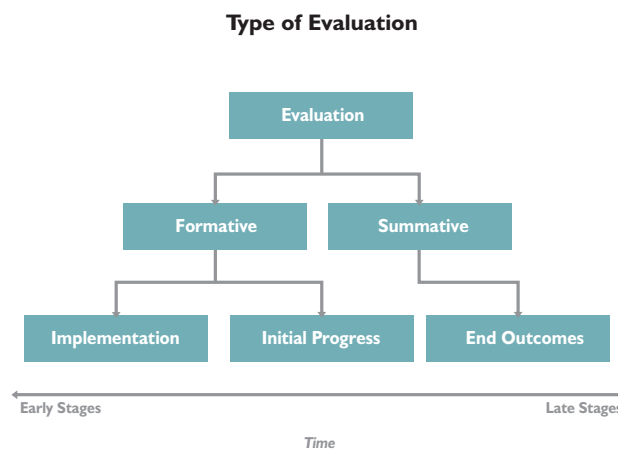 Type of Evaluation
Evaluation
Formative
Summative
Implementation
Initial Progress
End Outcomes
Early Stages
Late Stages
Time